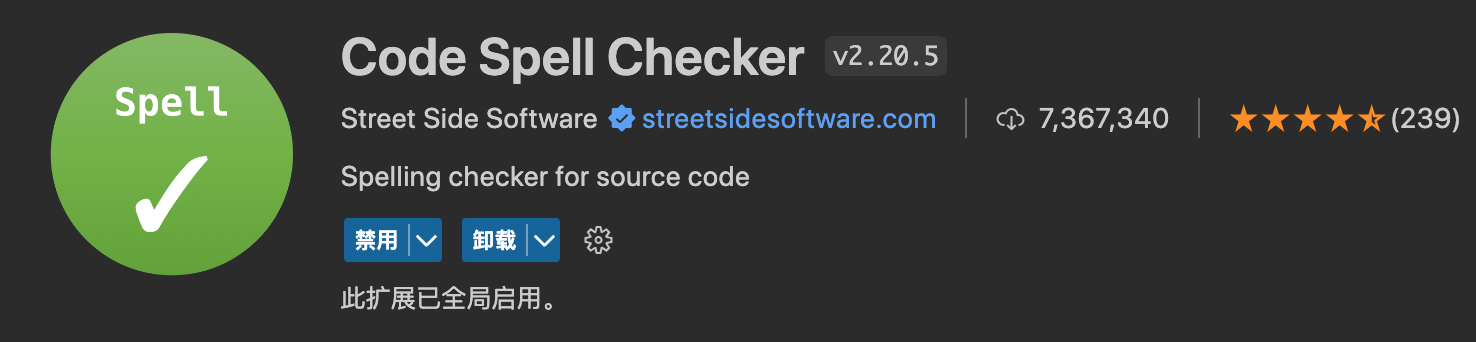 Spell
Code Spell Checker v2.20.5
Street Side Software streetsidesoftware.com 7,367,340 (239)
Spelling checker for source code
禁用 卸载
此扩展已全局启用。